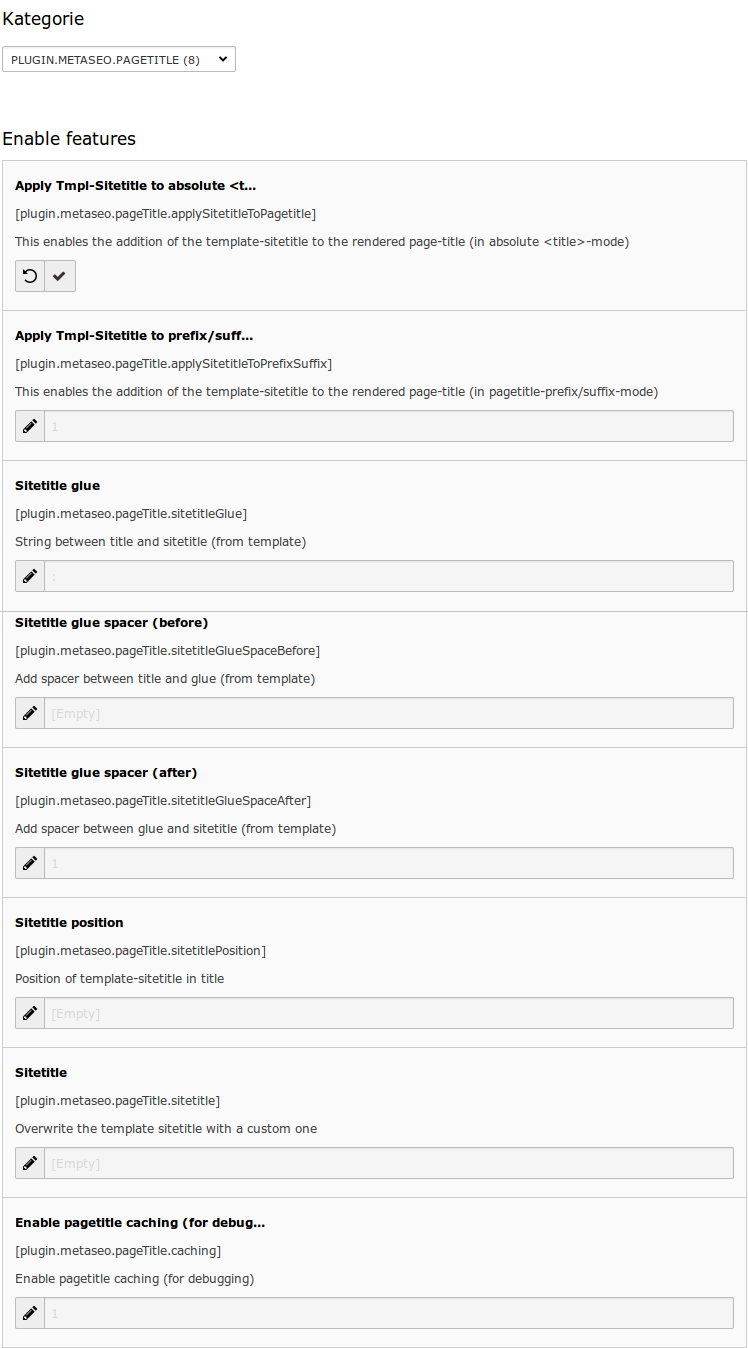 Kategorie
PLUGIN.METASEO.PAGETITLE (8)
Enable features
Apply Tmpl-Sitetitle to absolute <t...
[plugin.metaseo.pageTitle.applySitetitleToPagetitle]
This enables the addition of the template-sitetitle to the rendered page-title (in absolute <title>-mode)
Apply Tmpl-Sitetitle to prefix/suff...
[plugin.metaseo.pageTitle.applySitetitleToPrefixSuffix]
This enables the addition of the template-sitetitle to the rendered page-title (in pagetitle-prefix/suffix-mode)
1
Sitetitle glue
[plugin.metaseo.pageTitle.sitetitleGlue]
String between title and sitetitle (from template)
:
Sitetitle glue spacer (before)
[plugin.metaseo.pageTitle.sitetitleGlueSpaceBefore]
Add spacer between title and glue (from template)
[Empty]
Sitetitle glue spacer (after)
[plugin.metaseo.pageTitle.sitetitleGlueSpaceAfter]
Add spacer between glue and sitetitle (from template)
1
Sitetitle position
[plugin.metaseo.pageTitle.sitetitlePosition]
Position of template-sitetitle in title
[Empty]
Sitetitle
[plugin.metaseo.pageTitle.sitetitle]
Overwrite the template sitetitle with a custom one
[Empty]
Enable pagetitle caching (for debug...
[plugin.metaseo.pageTitle.caching]
Enable pagetitle caching (for debugging)
1